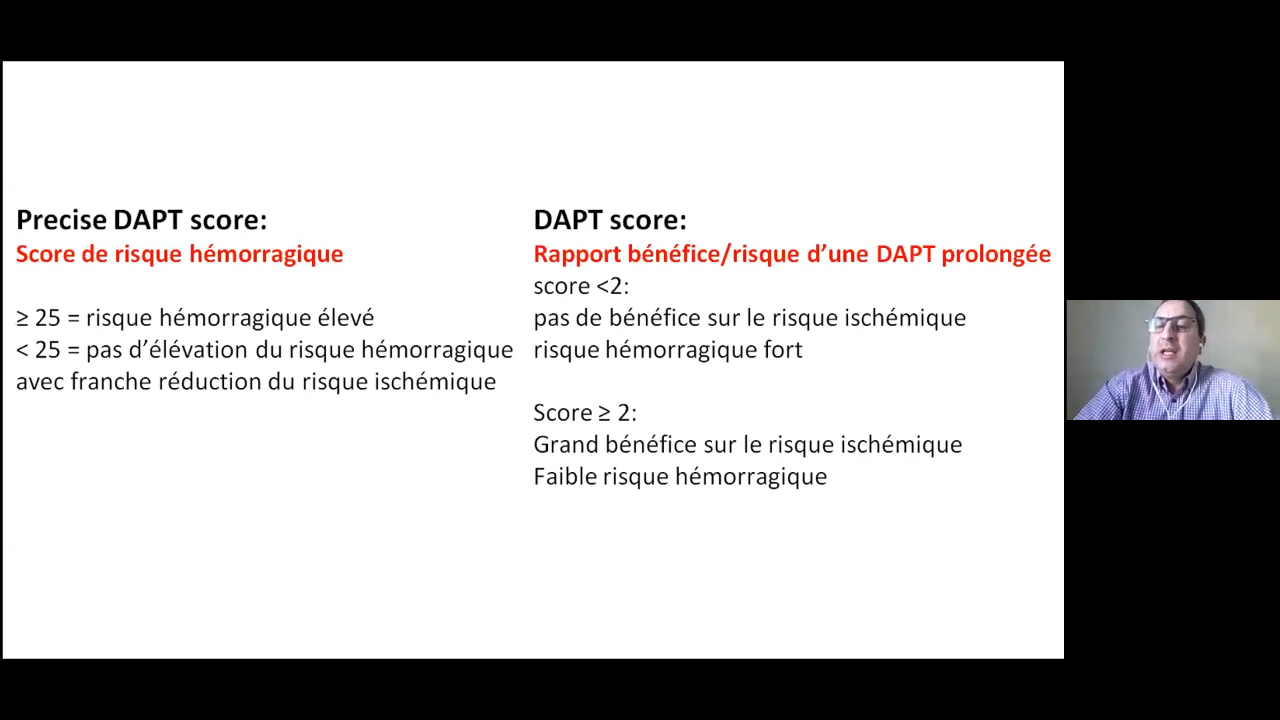 Precise DAPT score:
Score de risque hémorragique
≥ 25 = risque hémorragique élevé
< 25 = pas d’élévation du risque hémorragique
avec franche réduction du risque ischémique
DAPT score:
Rapport bénéfice/risque d’une DAPT prolongée
score <2:
pas de bénéfice sur le risque ischémique
risque hémorragique fort
Score ≥ 2:
Grand bénéfice sur le risque ischémique
Faible risque hémorragique